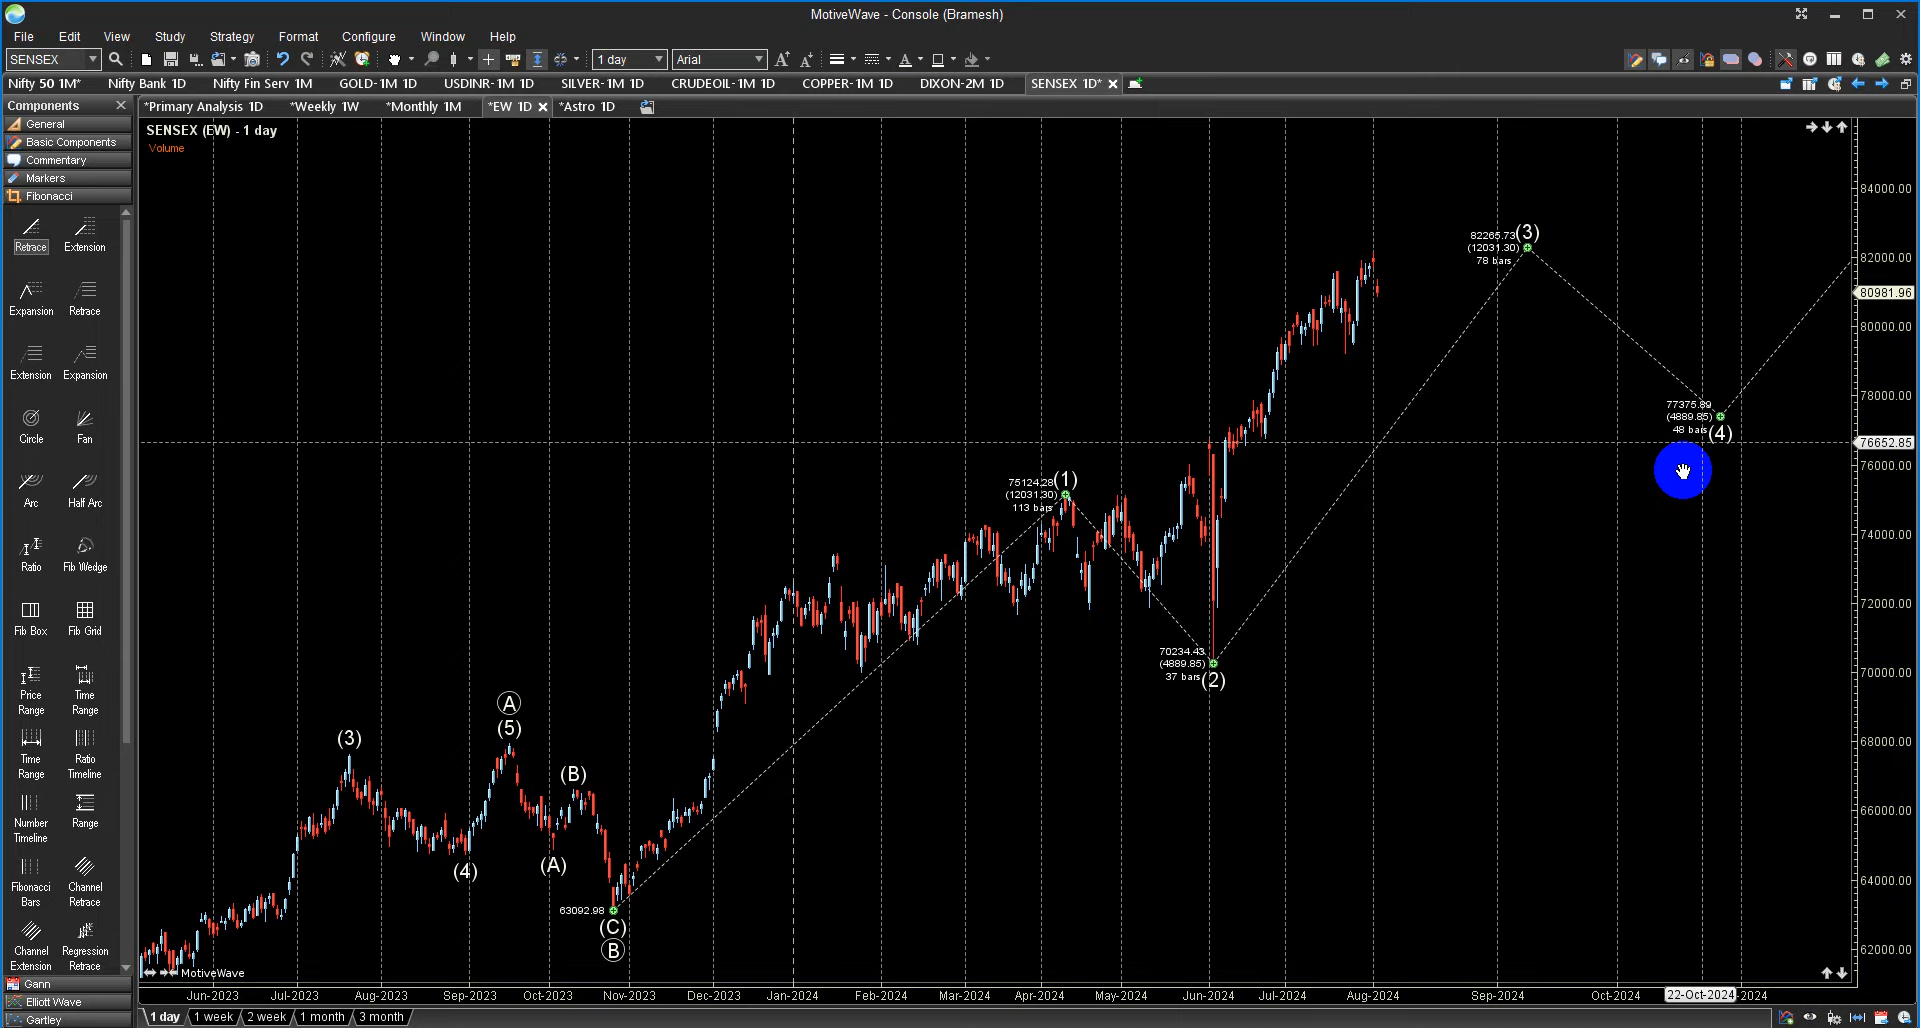 MotiveWave - Console (Bramesh)
File Edit View Study Strategy Format Configure Window Help
SENSEX 1 day Arial
Nifty 50 1M* Nifty Bank 1D Nifty Fin Serv 1M GOLD-1M 1D USDINR-1M 1D SILVER-1M 1D CRUDEOIL-1M 1D COPPER-1M 1D DIXON-2M 1D SENSEX 1D*
Components *Primary Analysis 1D *Weekly 1W *Monthly 1M *EW 1D *Astro 1D
General
Basic Components
Commentary
Markers
Fibonacci
Retrace Extension
Expansion Retrace
Extension Expansion
Circle Fan
Arc Half Arc
Ratio Fib Wedge
Fib Box Fib Grid
Price Range Time Range
Time Range Ratio Timeline
Number Timeline Range
Fibonacci Bars Channel Retrace
Channel Extension Regression Retrace
Gann
Elliott Wave
Gartley
SENSEX (EW) - 1 day
Volume
(3)
(4)
A
(5)
(A)
(B)
63092.98
(C)
B
75124.28 (1)
(12031.30)
113 bars
70234.43
(4889.85)
37 bars (2)
82265.73 (3)
(12031.30)
78 bars
77375.89
(4889.85)
48 bars (4)
84000.00
82000.00
80981.96
80000.00
78000.00
76652.85
76000.00
74000.00
72000.00
70000.00
68000.00
66000.00
64000.00
62000.00
MotiveWave
Jun-2023 Jul-2023 Aug-2023 Sep-2023 Oct-2023 Nov-2023 Dec-2023 Jan-2024 Feb-2024 Mar-2024 Apr-2024 May-2024 Jun-2024 Jul-2024 Aug-2024 Sep-2024 Oct-2024 22-Oct-2024 -2024
1 day 1 week 2 week 1 month 3 month